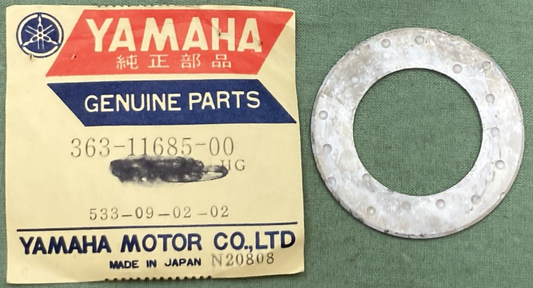 YAMAHA
純正部品
GENUINE PARTS
363-11685-00
UG
533-09-02-02
YAMAHA MOTOR CO.,LTD
MADE IN JAPAN N20808